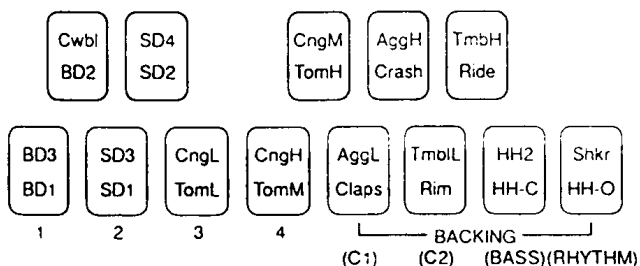 Cwbl SD4 CngM AggH TmbH
BD2 SD2 TomH Crash Ride
BD3 SD3 CngL CngH AggL TmblL HH2 Shkr
BD1 SD1 TomL TomM Claps Rim HH-C HH-O
1 2 3 4 BACKING
(C1) (C2) (BASS)(RHYTHM)